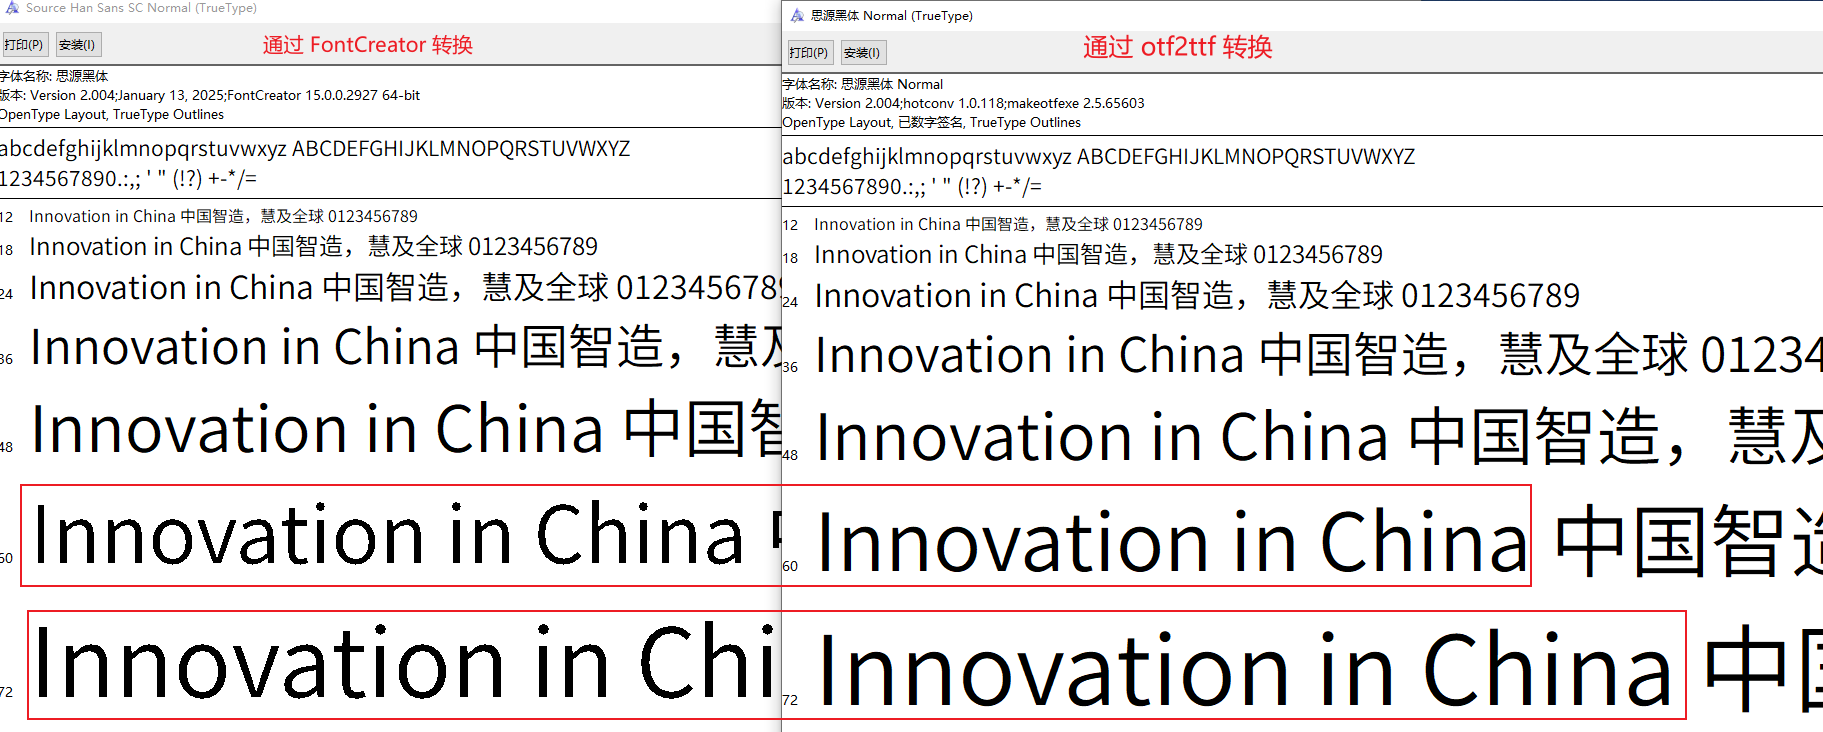 Source Han Sans SC Normal (TrueType)
打印(P) 安装(I)
通过 FontCreator 转换
字体名称: 思源黑体
版本: Version 2.004;January 13, 2025;FontCreator 15.0.0.2927 64-bit
OpenType Layout, TrueType Outlines
abcdefghijklmnopqrstuvwxyz ABCDEFGHIJKLMNOPQRSTUVWXYZ
1234567890.:,; ' " (!?) +-*/=
12 Innovation in China 中国智造，慧及全球 0123456789
18 Innovation in China 中国智造，慧及全球 0123456789
24 Innovation in China 中国智造，慧及全球 0123456789
36 Innovation in China 中国智造，慧及
48 Innovation in China 中国智
60 Innovation in China
72 Innovation in Chi
思源黑体 Normal (TrueType)
打印(P) 安装(I)
通过 otf2ttf 转换
字体名称: 思源黑体 Normal
版本: Version 2.004;hotconv 1.0.118;makeotfexe 2.5.65603
OpenType Layout, 已数字签名, TrueType Outlines
abcdefghijklmnopqrstuvwxyz ABCDEFGHIJKLMNOPQRSTUVWXYZ
1234567890.:,; ' " (!?) +-*/=
12 Innovation in China 中国智造，慧及全球 0123456789
18 Innovation in China 中国智造，慧及全球 0123456789
24 Innovation in China 中国智造，慧及全球 0123456789
36 Innovation in China 中国智造，慧及全球 01234
48 Innovation in China 中国智造，慧及
60 Innovation in China 中国智造
72 Innovation in China 中国